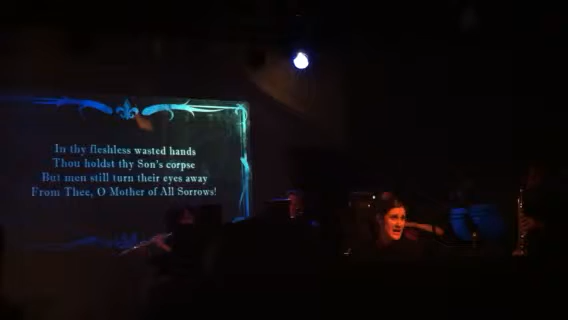 In thy fleshless wasted hands
Thou holdst thy Son's corpse
But men still turn their eyes away
From Thee, O Mother of All Sorrows!